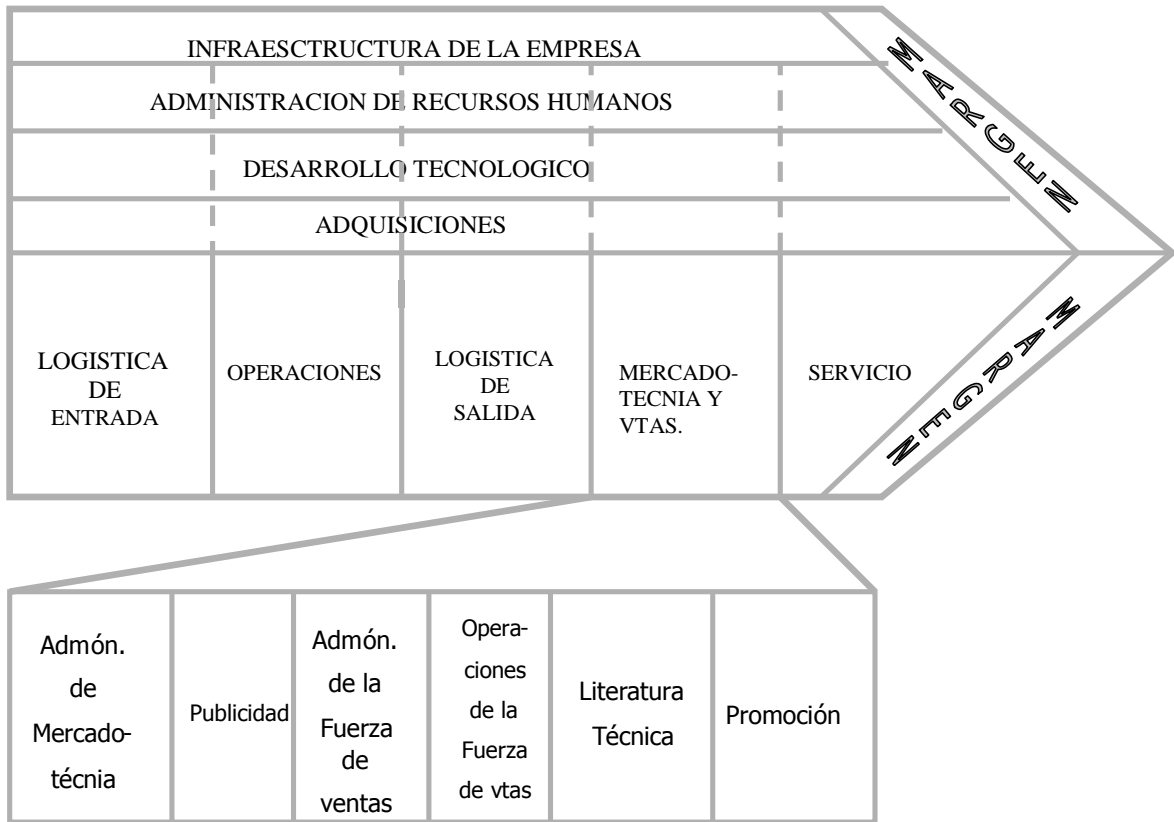 INFRAESCTRUCTURA DE LA EMPRESA
ADMINISTRACION DE RECURSOS HUMANOS
DESARROLLO TECNOLOGICO
ADQUISICIONES
MARGEN
LOGISTICA
DE
ENTRADA
OPERACIONES
LOGISTICA
DE
SALIDA
MERCADO-
TECNIA Y
VTAS.
SERVICIO
MARGEN
Admón.
de
Mercado-
técnia
Publicidad
Admón.
de la
Fuerza
de
ventas
Opera-
ciones
de la
Fuerza
de vtas
Literatura
Técnica
Promoción